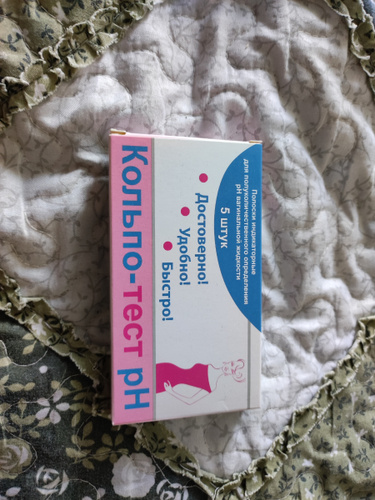 Полоски индикаторные
для полуколичественного определения
pH вагинальной жидкости
5 штук
• Достоверно!
• Удобно!
• Быстро!
Кольпо-тест pH